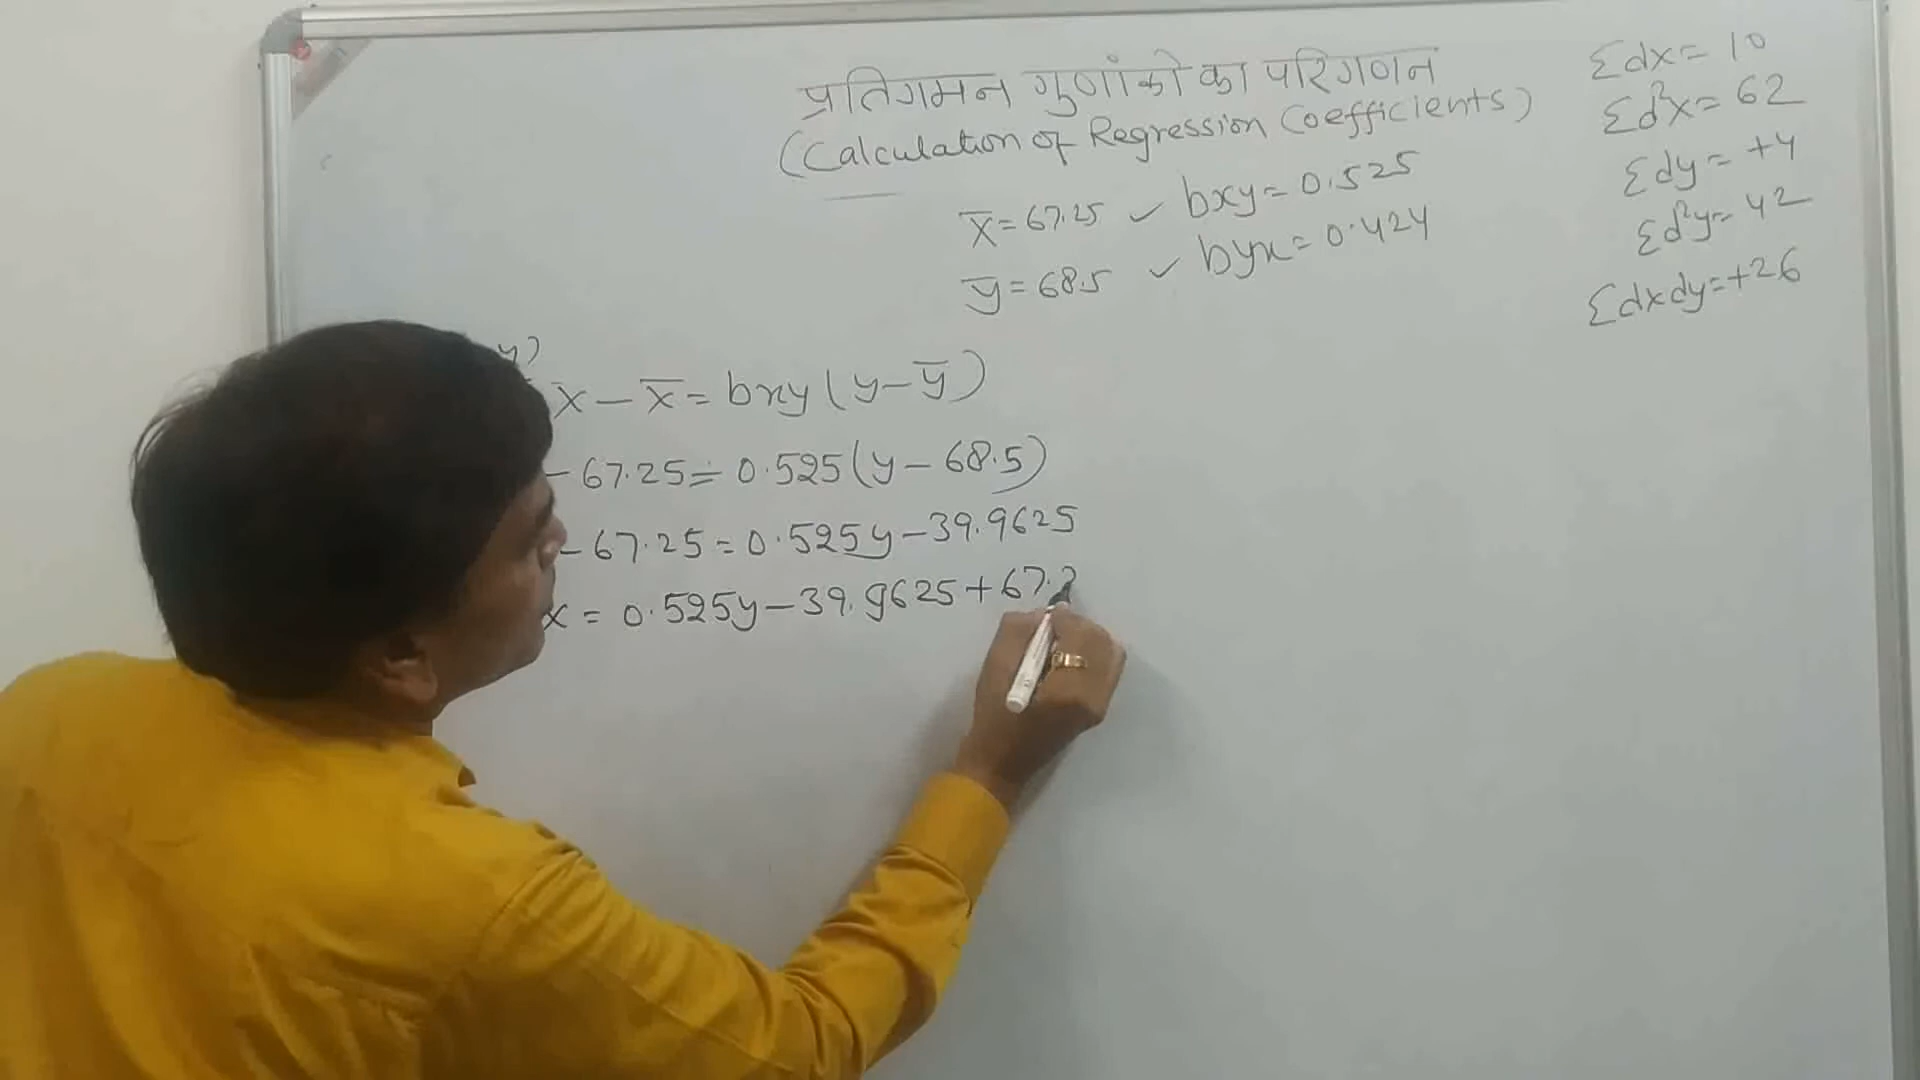 प्रतिगमन गुणांको का परिगणन
(Calculation of Regression Coefficients)
x̅ = 67.25 ✓ bxy = 0.525
y̅ = 68.5 ✓ byx = 0.424
Σdx = 10
Σd²x = 62
Σdy = +4
Σd²y = 42
Σdxdy = +26
y)
x – x̅ = bxy (y – y̅)
– 67.25 = 0.525 (y – 68.5)
– 67.25 = 0.525y – 39.9625
x = 0.525y – 39.9625 + 67.2